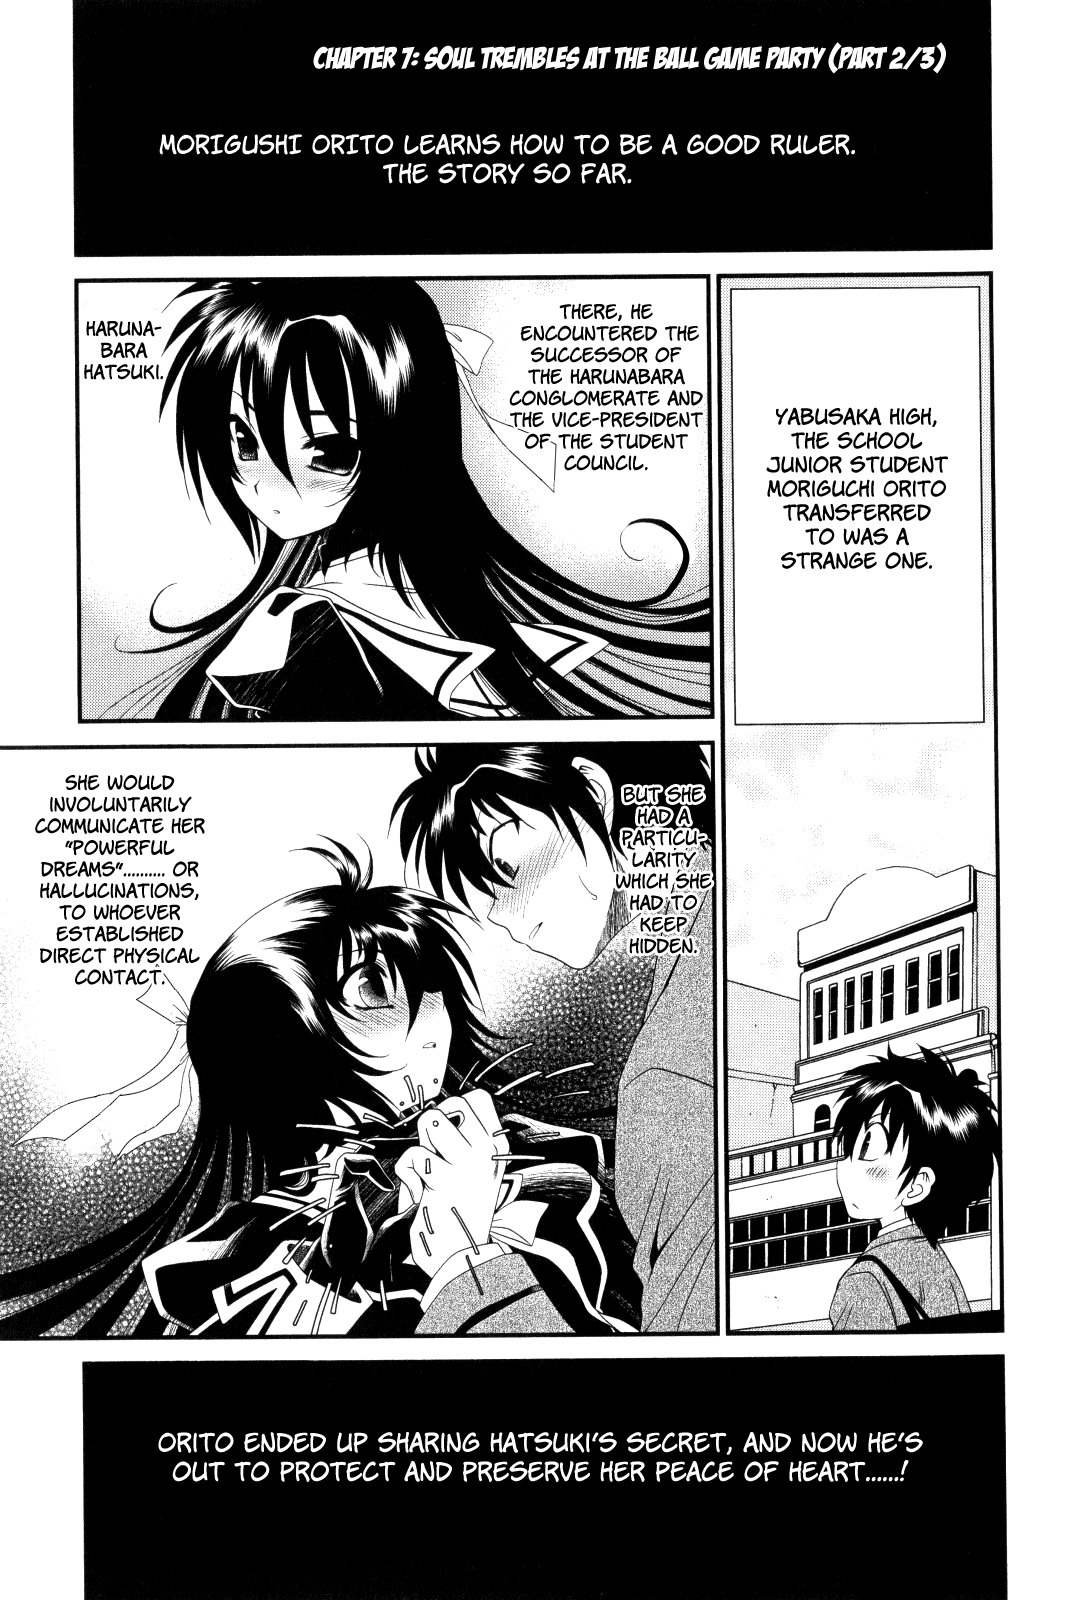 CHAPTER 7: SOUL TREMBLES AT THE BALL GAME PARTY (PART 2/3)
MORIGUSHI ORITO LEARNS HOW TO BE A GOOD RULER.
THE STORY SO FAR.
YABUSAKA HIGH,
THE SCHOOL
JUNIOR STUDENT
MORIGUCHI ORITO
TRANSFERRED
TO WAS A
STRANGE ONE.
THERE, HE
ENCOUNTERED THE
SUCCESSOR OF
THE HARUNABARA
CONGLOMERATE AND
THE VICE-PRESIDENT
OF THE STUDENT
COUNCIL.
HARUNA-
BARA
HATSUKI.
BUT SHE
HAD A
PARTICU-
LARITY
WHICH SHE
HAD TO
KEEP
HIDDEN.
SHE WOULD
INVOLUNTARILY
COMMUNICATE HER
"POWERFUL
DREAMS".......... OR
HALLUCINATIONS,
TO WHOEVER
ESTABLISHED
DIRECT PHYSICAL
CONTACT.
ORITO ENDED UP SHARING HATSUKI'S SECRET, AND NOW HE'S
OUT TO PROTECT AND PRESERVE HER PEACE OF HEART......!